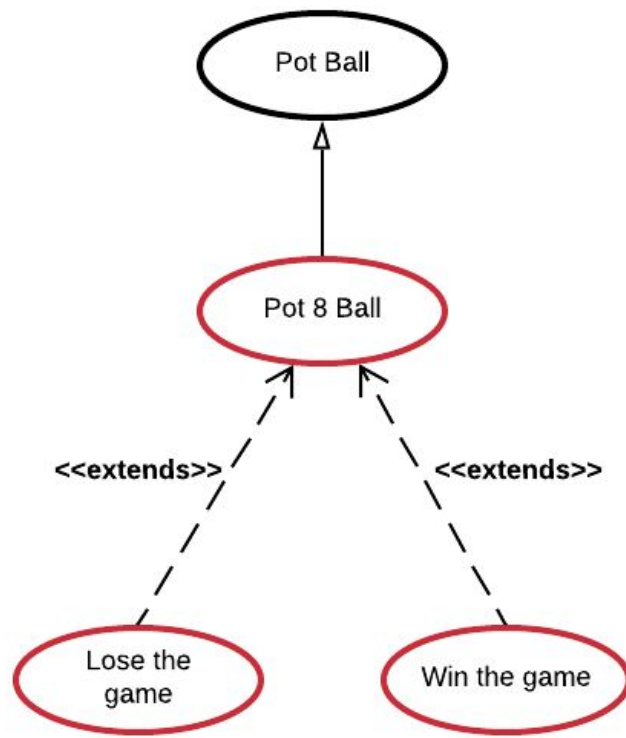 Pot Ball
Pot 8 Ball
<<extends>>
<<extends>>
Lose the
game
Win the game